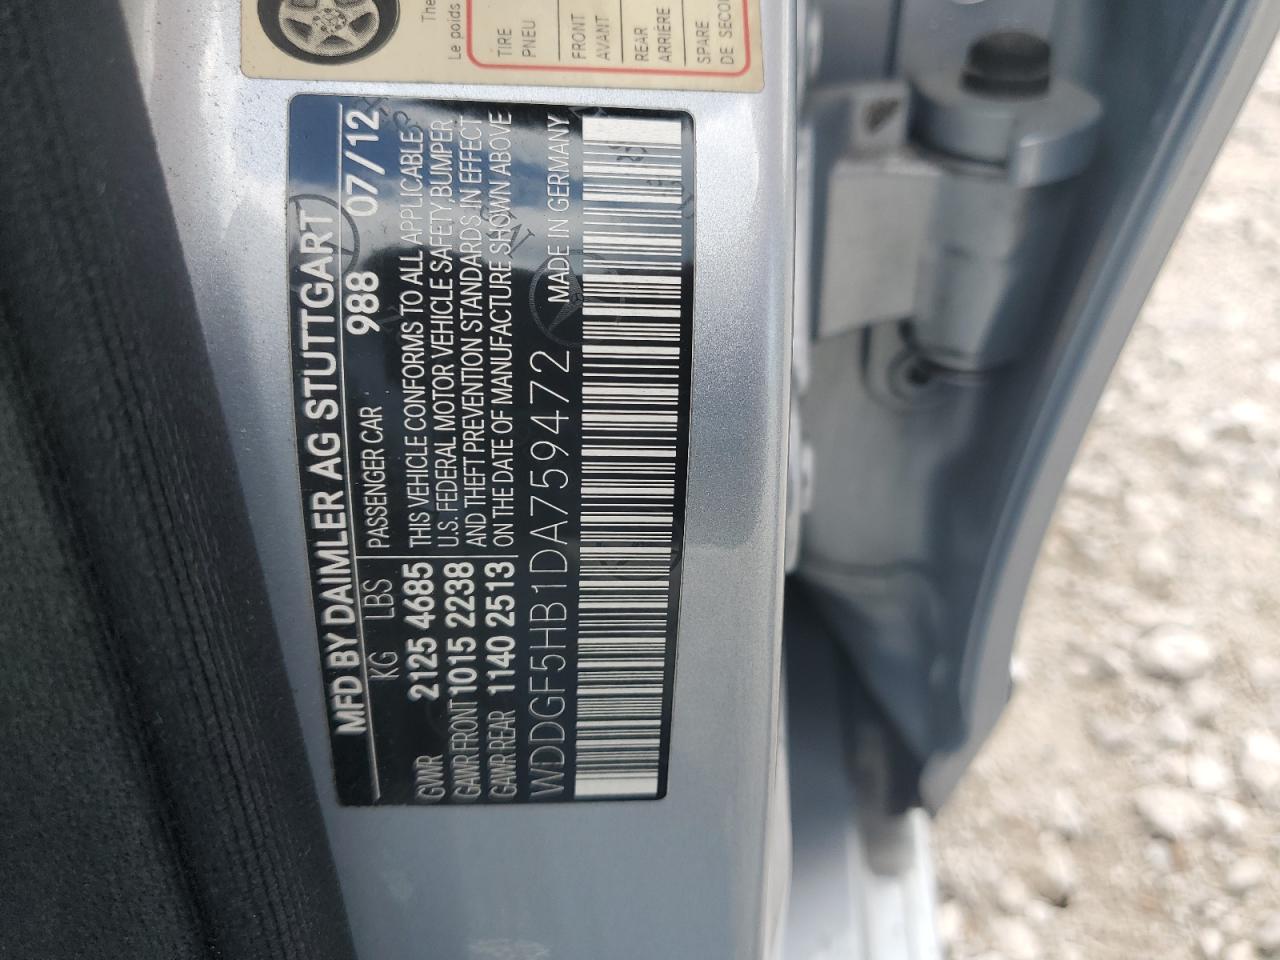 The
Le poids
TIRE
PNEU
FRONT
AVANT
REAR
ARRIÈRE
SPARE
DE
MFD BY DAIMLER AG STUTTGART
KG LBS PASSENGER CAR 988 07/12
GWR 2125 4685
GAWR FRONT 1015 2238
GAWR REAR 1140 2513
THIS VEHICLE CONFORMS TO ALL APPLICABLE
U.S. FEDERAL MOTOR VEHICLE SAFETY, BUMPER
AND THEFT PREVENTION STANDARDS IN EFFECT
ON THE DATE OF MANUFACTURE SHOWN ABOVE
WDDGF5HB1DA759472 MADE IN GERMANY